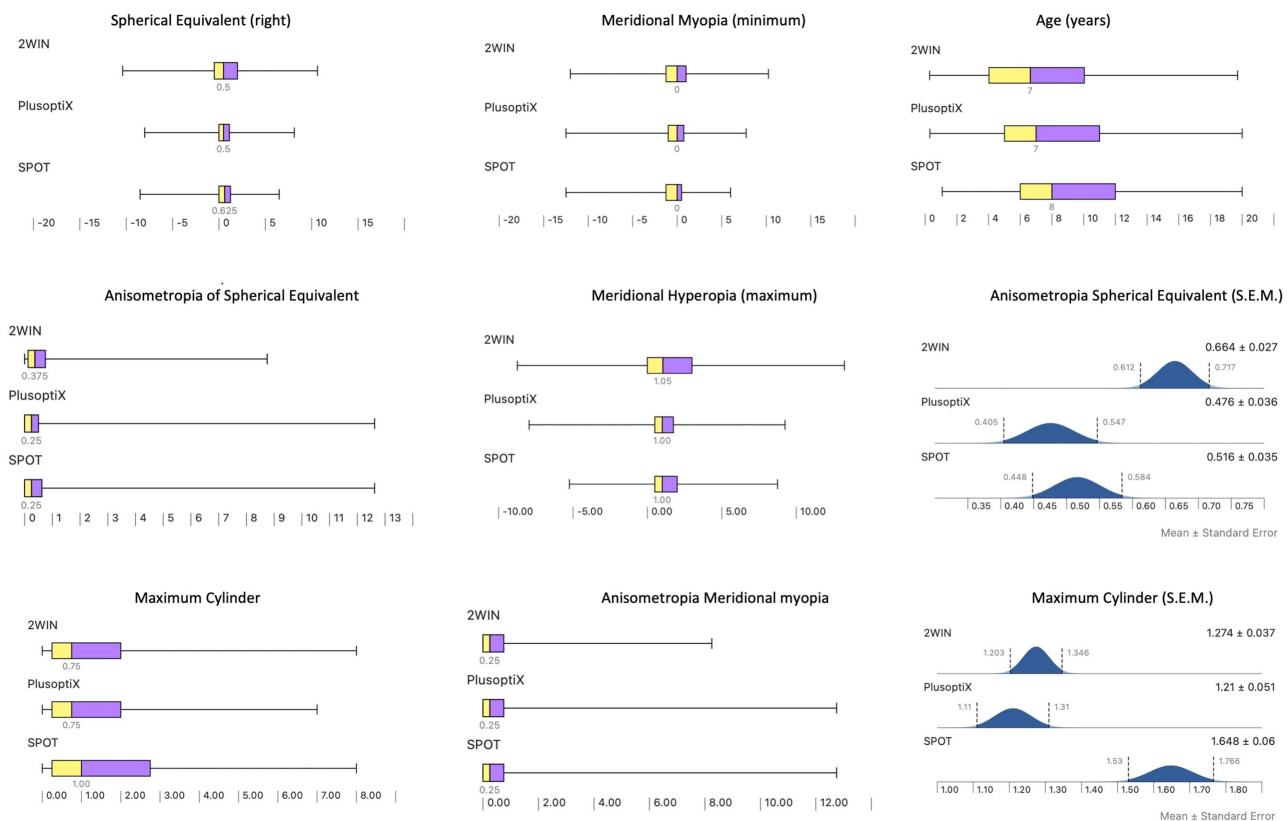 Spherical Equivalent (right)
2WIN
0.5
PlusoptiX
0.5
SPOT
0.625
-20 -15 -10 -5 0 5 10 15
Meridional Myopia (minimum)
2WIN
0
PlusoptiX
0
SPOT
0
-20 -15 -10 -5 0 5 10 15
Age (years)
2WIN
7
PlusoptiX
7
SPOT
8
0 2 4 6 8 10 12 14 16 18 20
Anisometropia of Spherical Equivalent
2WIN
0.375
PlusoptiX
0.25
SPOT
0.25
0 1 2 3 4 5 6 7 8 9 10 11 12 13
Meridional Hyperopia (maximum)
2WIN
1.05
PlusoptiX
1.00
SPOT
1.00
-10.00 -5.00 0.00 5.00 10.00
Anisometropia Spherical Equivalent (S.E.M.)
2WIN 0.664 ± 0.027
0.612 0.717
PlusoptiX 0.476 ± 0.036
0.405 0.547
SPOT 0.516 ± 0.035
0.448 0.584
0.35 0.40 0.45 0.50 0.55 0.60 0.65 0.70 0.75
Mean ± Standard Error
Maximum Cylinder
2WIN
0.75
PlusoptiX
0.75
SPOT
1.00
0.00 1.00 2.00 3.00 4.00 5.00 6.00 7.00 8.00
Anisometropia Meridional myopia
2WIN
0.25
PlusoptiX
0.25
SPOT
0.25
0.00 2.00 4.00 6.00 8.00 10.00 12.00
Maximum Cylinder (S.E.M.)
2WIN 1.274 ± 0.037
1.203 1.346
PlusoptiX 1.21 ± 0.051
1.11 1.31
SPOT 1.648 ± 0.06
1.53 1.766
1.00 1.10 1.20 1.30 1.40 1.50 1.60 1.70 1.80
Mean ± Standard Error